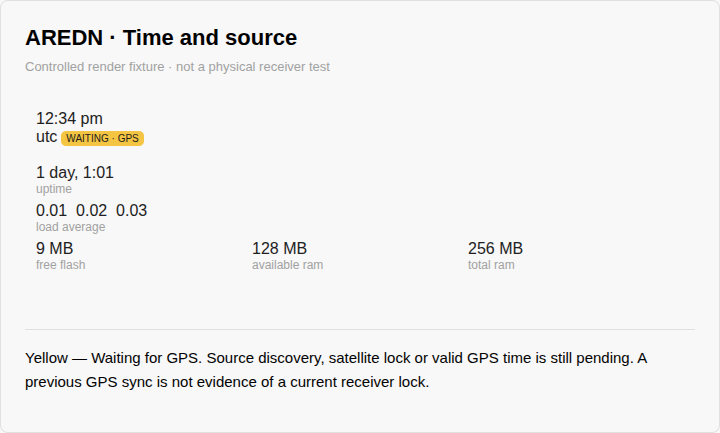 AREDN · Time and source
Controlled render fixture · not a physical receiver test
12:34 pm
utc WAITING · GPS
1 day, 1:01
uptime
0.01 0.02 0.03
load average
9 MB 128 MB 256 MB
free flash available ram total ram
Yellow — Waiting for GPS. Source discovery, satellite lock or valid GPS time is still pending. A
previous GPS sync is not evidence of a current receiver lock.